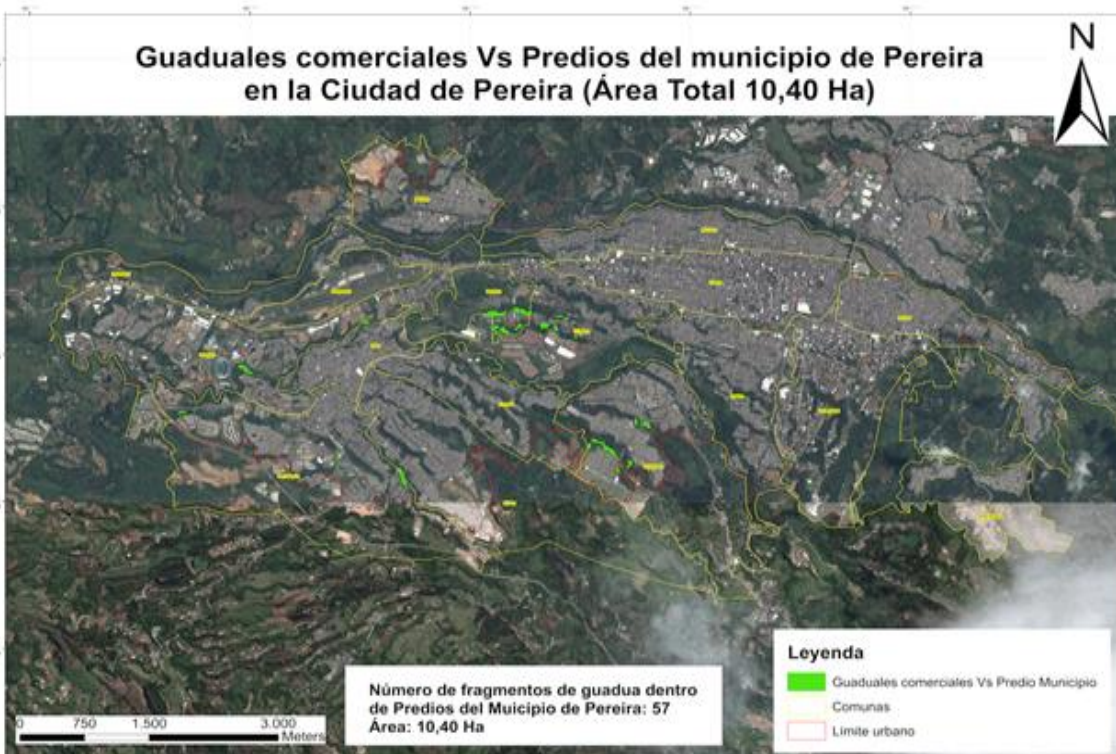 Guaduales comerciales Vs Predios del municipio de Pereira
en la Ciudad de Pereira (Área Total 10,40 Ha)
N
Número de fragmentos de guadua dentro
de Predios del Muicipio de Pereira: 57
Área: 10,40 Ha
0 750 1.500 3.000
Meters
Leyenda
Guaduales comerciales Vs Predio Municipio
Comunas
Límite urbano